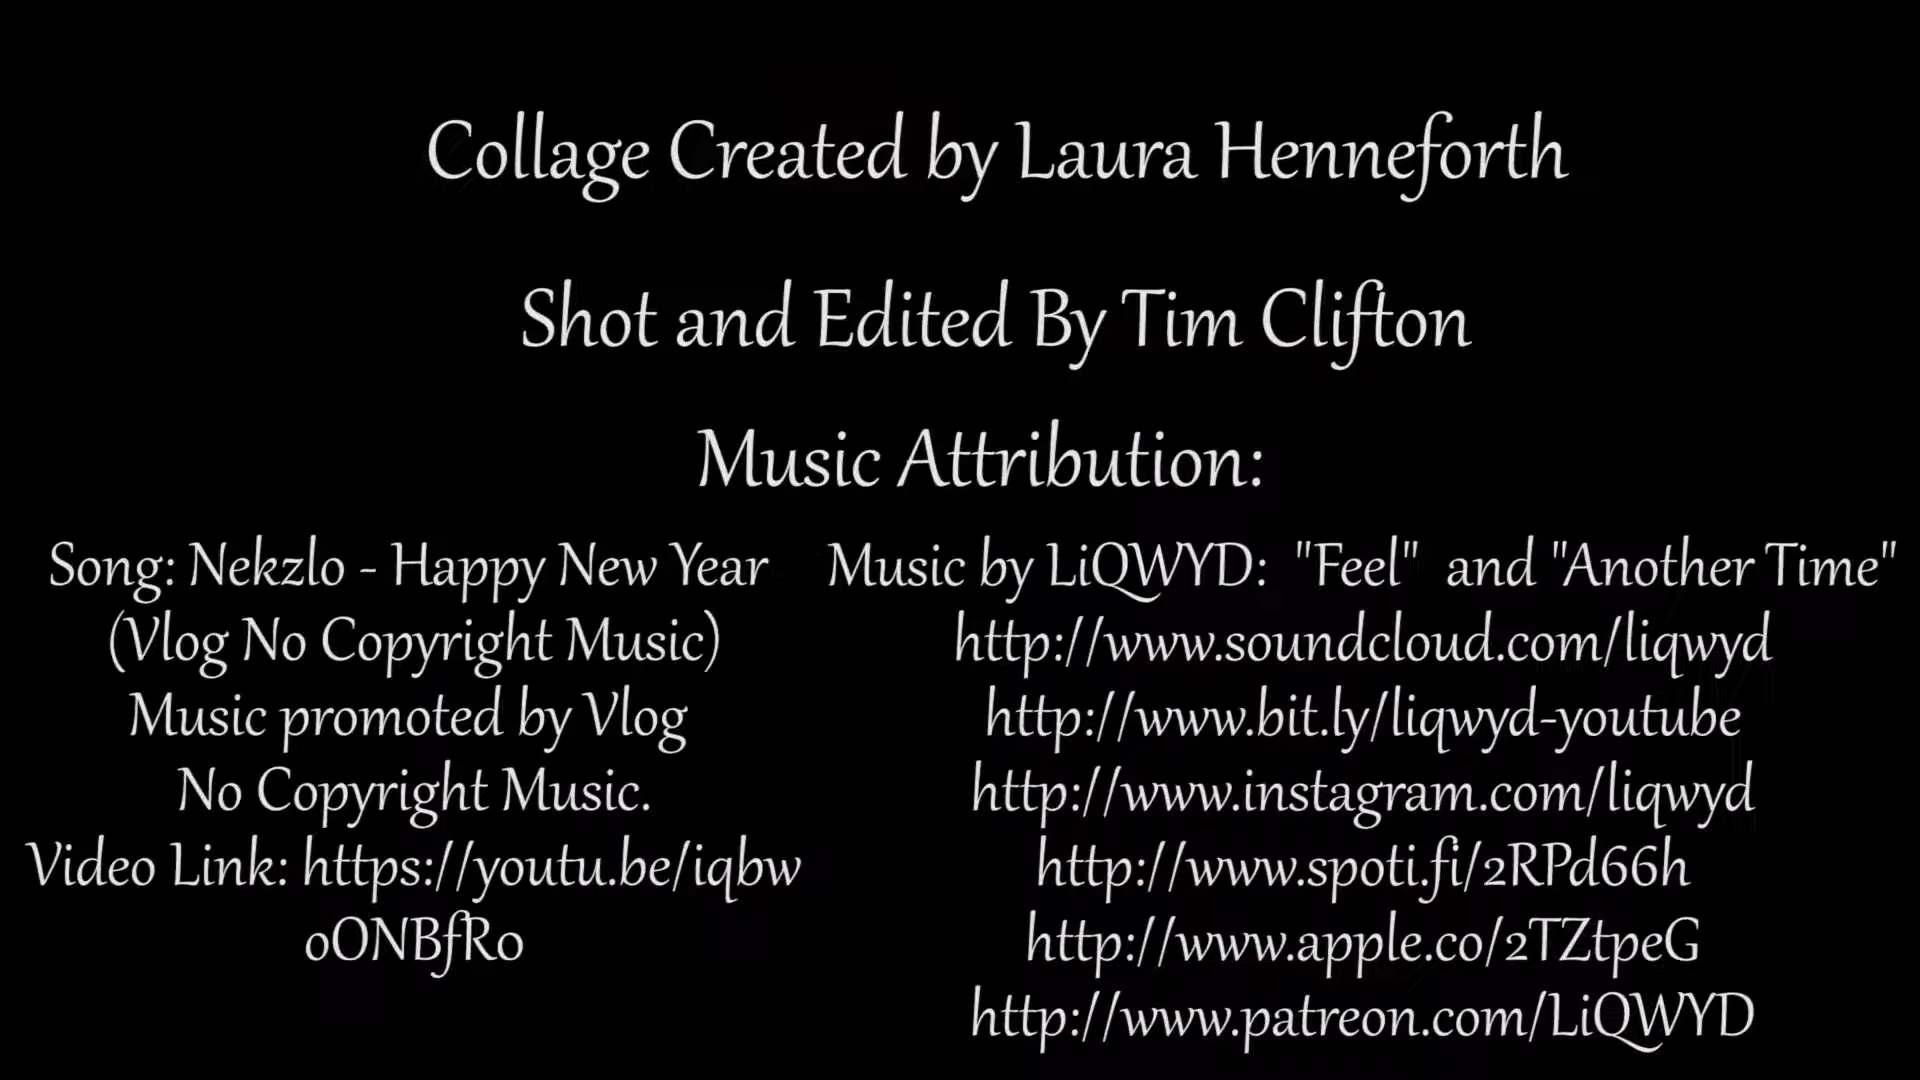 Collage Created by Laura Henneforth
Shot and Edited By Tim Clifton
Music Attribution:
Song: Nekzlo - Happy New Year
(Vlog No Copyright Music)
Music promoted by Vlog
No Copyright Music.
Video Link: https://youtu.be/iqbw
oONBfRo
Music by LiQWYD: "Feel" and "Another Time"
http://www.soundcloud.com/liqwyd
http://www.bit.ly/liqwyd-youtube
http://www.instagram.com/liqwyd
http://www.spoti.fi/2RPd66h
http://www.apple.co/2TZtpeG
http://www.patreon.com/LiQWYD